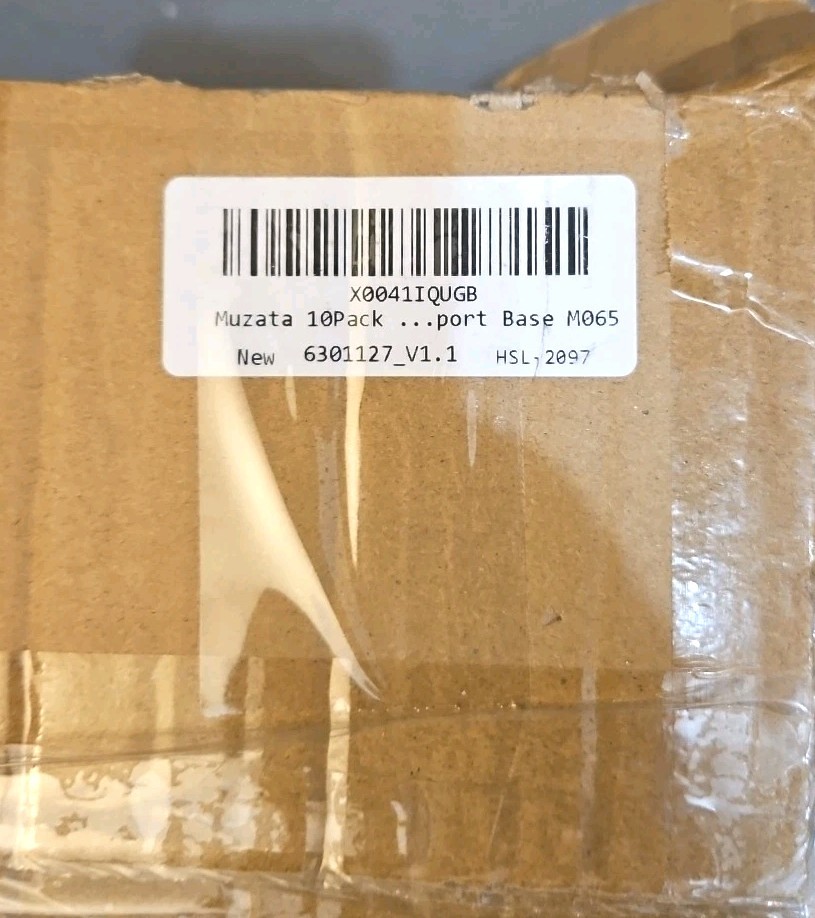 X0041IQUGB
Muzata 10Pack ...port Base M065
New 6301127_V1.1 HSL-2097